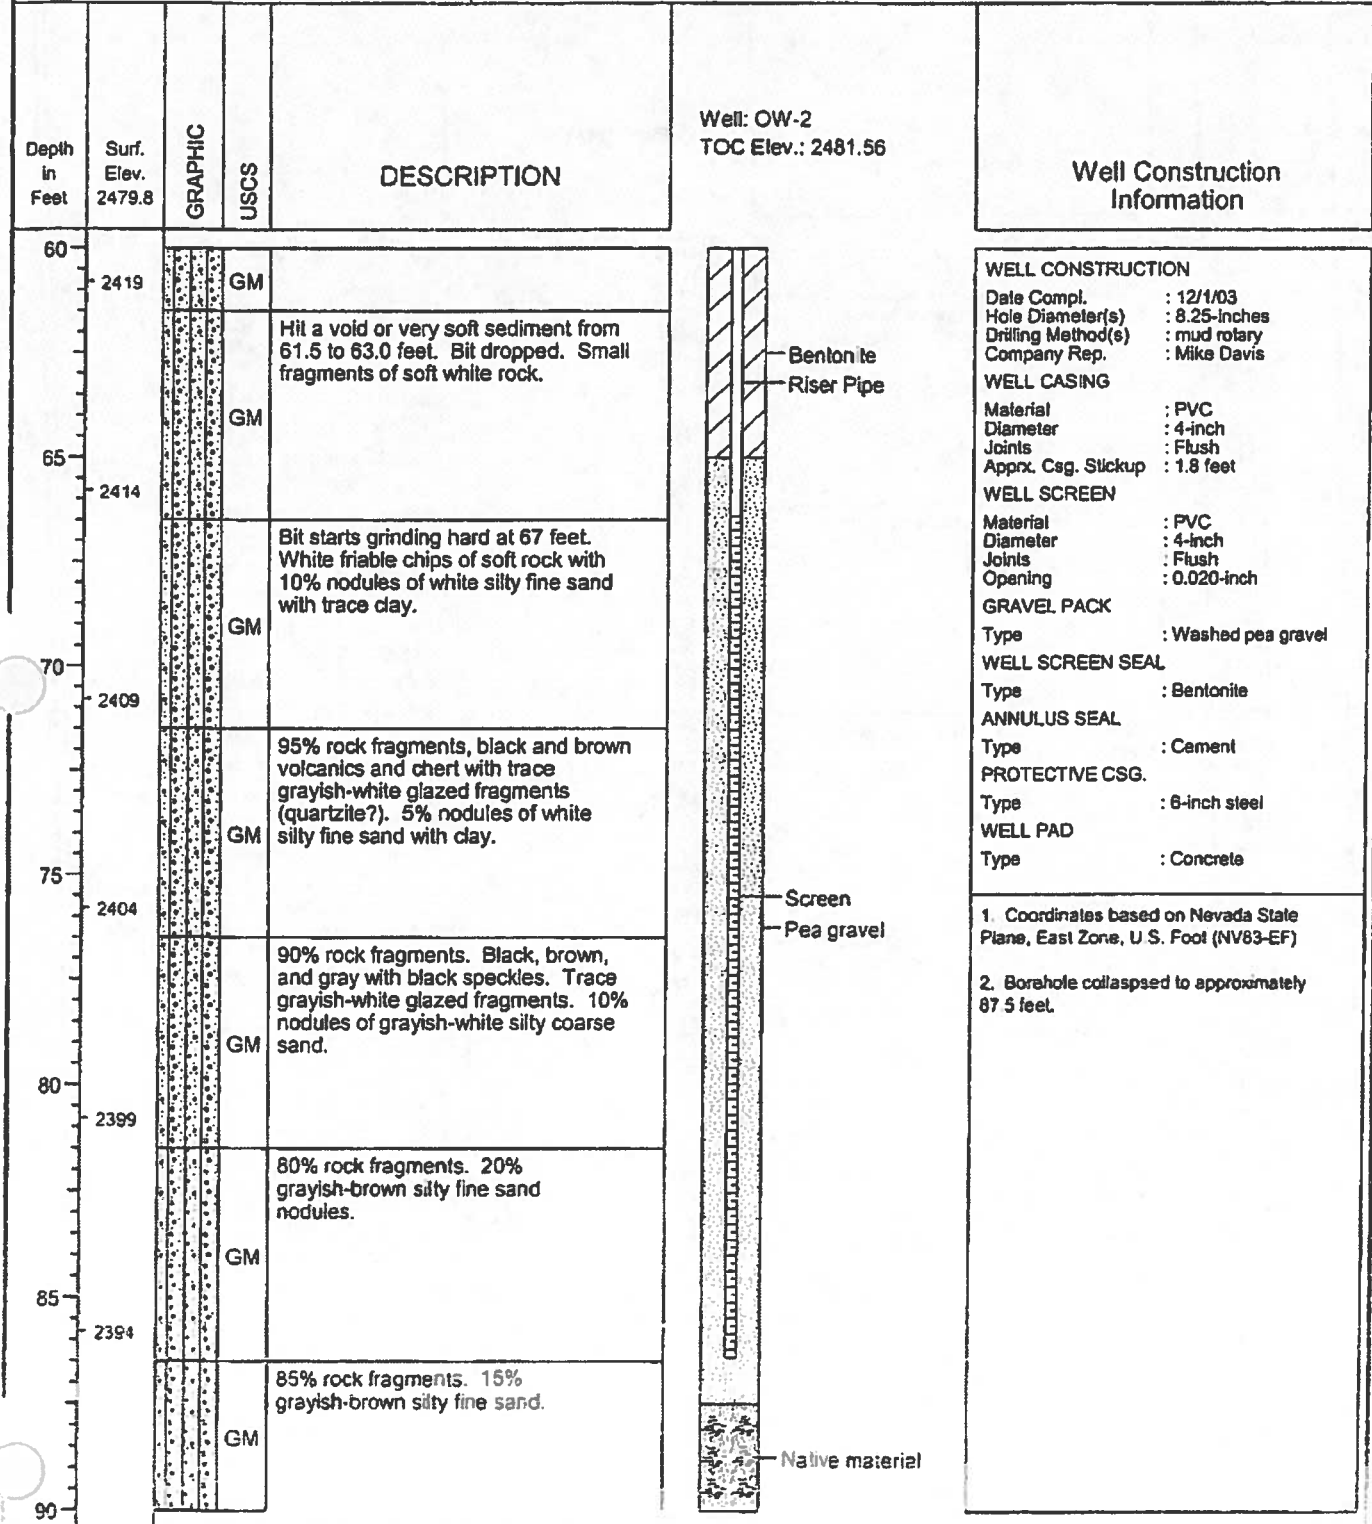 Depth
in
Feet
Surf.
Elev.
2479.8
GRAPHIC
USCS
DESCRIPTION
Well: OW-2
TOC Elev.: 2481.56
Well Construction
Information
60
2419
GM
Hit a void or very soft sediment from
61.5 to 63.0 feet. Bit dropped. Small
fragments of soft white rock.
GM
65
2414
Bit starts grinding hard at 67 feet.
White friable chips of soft rock with
10% nodules of white silty fine sand
with trace clay.
GM
70
2409
95% rock fragments, black and brown
volcanics and chert with trace
grayish-white glazed fragments
(quartzite?). 5% nodules of white
silty fine sand with clay.
GM
75
2404
90% rock fragments. Black, brown,
and gray with black speckles. Trace
grayish-white glazed fragments. 10%
nodules of grayish-white silty coarse
sand.
GM
80
2399
80% rock fragments. 20%
grayish-brown silty fine sand
nodules.
GM
85
2394
85% rock fragments. 15%
grayish-brown silty fine sand.
GM
90
Bentonite
Riser Pipe
Screen
Pea gravel
Native material
WELL CONSTRUCTION
Date Compl. : 12/1/03
Hole Diameter(s) : 8.25-inches
Drilling Method(s) : mud rotary
Company Rep. : Mike Davis
WELL CASING
Material : PVC
Diameter : 4-inch
Joints : Flush
Apprx. Csg. Stickup : 1.8 feet
WELL SCREEN
Material : PVC
Diameter : 4-inch
Joints : Flush
Opening : 0.020-inch
GRAVEL PACK
Type : Washed pea gravel
WELL SCREEN SEAL
Type : Bentonite
ANNULUS SEAL
Type : Cement
PROTECTIVE CSG.
Type : 6-inch steel
WELL PAD
Type : Concrete
1. Coordinates based on Nevada State
Plane, East Zone, U.S. Foot (NV83-EF)
2. Borehole collaspsed to approximately
87.5 feet.